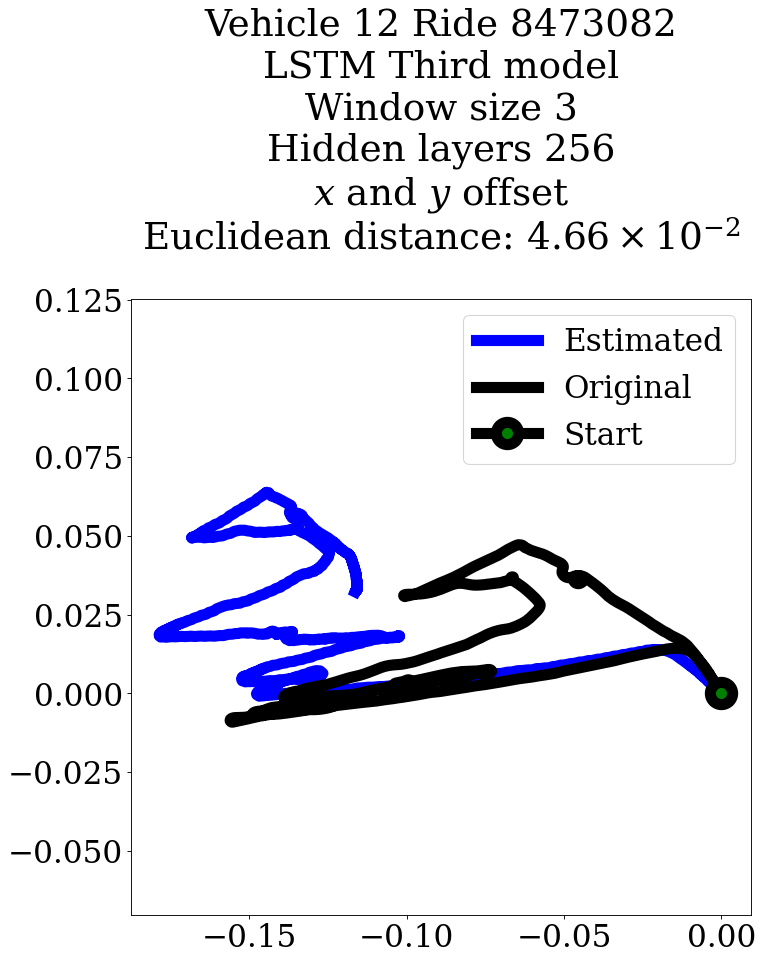 Vehicle 12 Ride 8473082
LSTM Third model
Window size 3
Hidden layers 256
x and y offset
Euclidean distance: 4.66 × 10⁻²
0.125
0.100
0.075
0.050
0.025
0.000
−0.025
−0.050
Estimated
Original
Start
−0.15
−0.10
−0.05
0.00